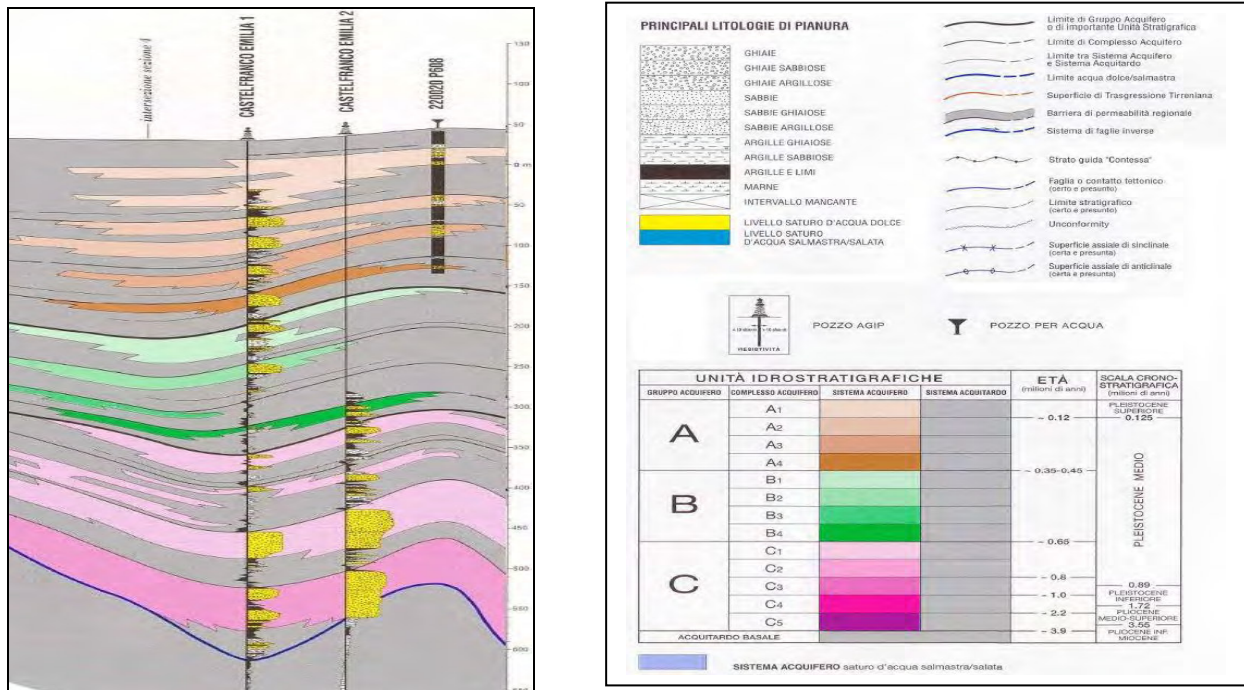 intersezione sezione 4
CASTELFRANCO EMILIA 1
CASTELFRANCO EMILIA 2
220020 P608
150
50
0 m
50
100
150
200
250
300
350
400
450
500
550
600
PRINCIPALI LITOLOGIE DI PIANURA
GHIAIE
GHIAIE SABBIOSE
GHIAIE ARGILLOSE
SABBIE
SABBIE GHIAIOSE
SABBIE ARGILLOSE
ARGILLE GHIAIOSE
ARGILLE SABBIOSE
ARGILLE E LIMI
MARNE
INTERVALLO MANCANTE
LIVELLO SATURO D'ACQUA DOLCE
LIVELLO SATURO
D'ACQUA SALMASTRA/SALATA
Limite di Gruppo Acquifero
o di Importante Unità Stratigrafica
Limite di Complesso Acquifero
Limite tra Sistema Acquifero
e Sistema Acquitardo
Limite acqua dolce/salmastra
Superficie di Trasgressione Tirreniana
Barriera di permeabilità regionale
Sistema di faglie inverse
Strato guida "Contessa"
Faglia o contatto tettonico
(certo e presunto)
Limite stratigrafico
(certo e presunto)
Unconformity
Superficie assiale di sinclinale
(certa e presunta)
Superficie assiale di anticlinale
(certa e presunta)
RESISTIVITÀ
POZZO AGIP
POZZO PER ACQUA
UNITÀ IDROSTRATIGRAFICHE
ETÀ
(milioni di anni)
SCALA CRONO-
STRATIGRAFICA
(milioni di anni)
GRUPPO ACQUIFERO
COMPLESSO ACQUIFERO
SISTEMA ACQUIFERO
SISTEMA ACQUITARDO
A
A1
A2
A3
A4
B
B1
B2
B3
B4
C
C1
C2
C3
C4
C5
ACQUITARDO BASALE
- 0.12
- 0.35-0.45
- 0.65
- 0.8
- 1.0
- 2.2
- 3.9
PLEISTOCENE
SUPERIORE
0.125
PLEISTOCENE MEDIO
0.89
PLEISTOCENE
INFERIORE
1.72
PLIOCENE
MEDIO-SUPERIORE
3.55
PLIOCENE INF.
MIOCENE
SISTEMA ACQUIFERO saturo d'acqua salmastra/salata